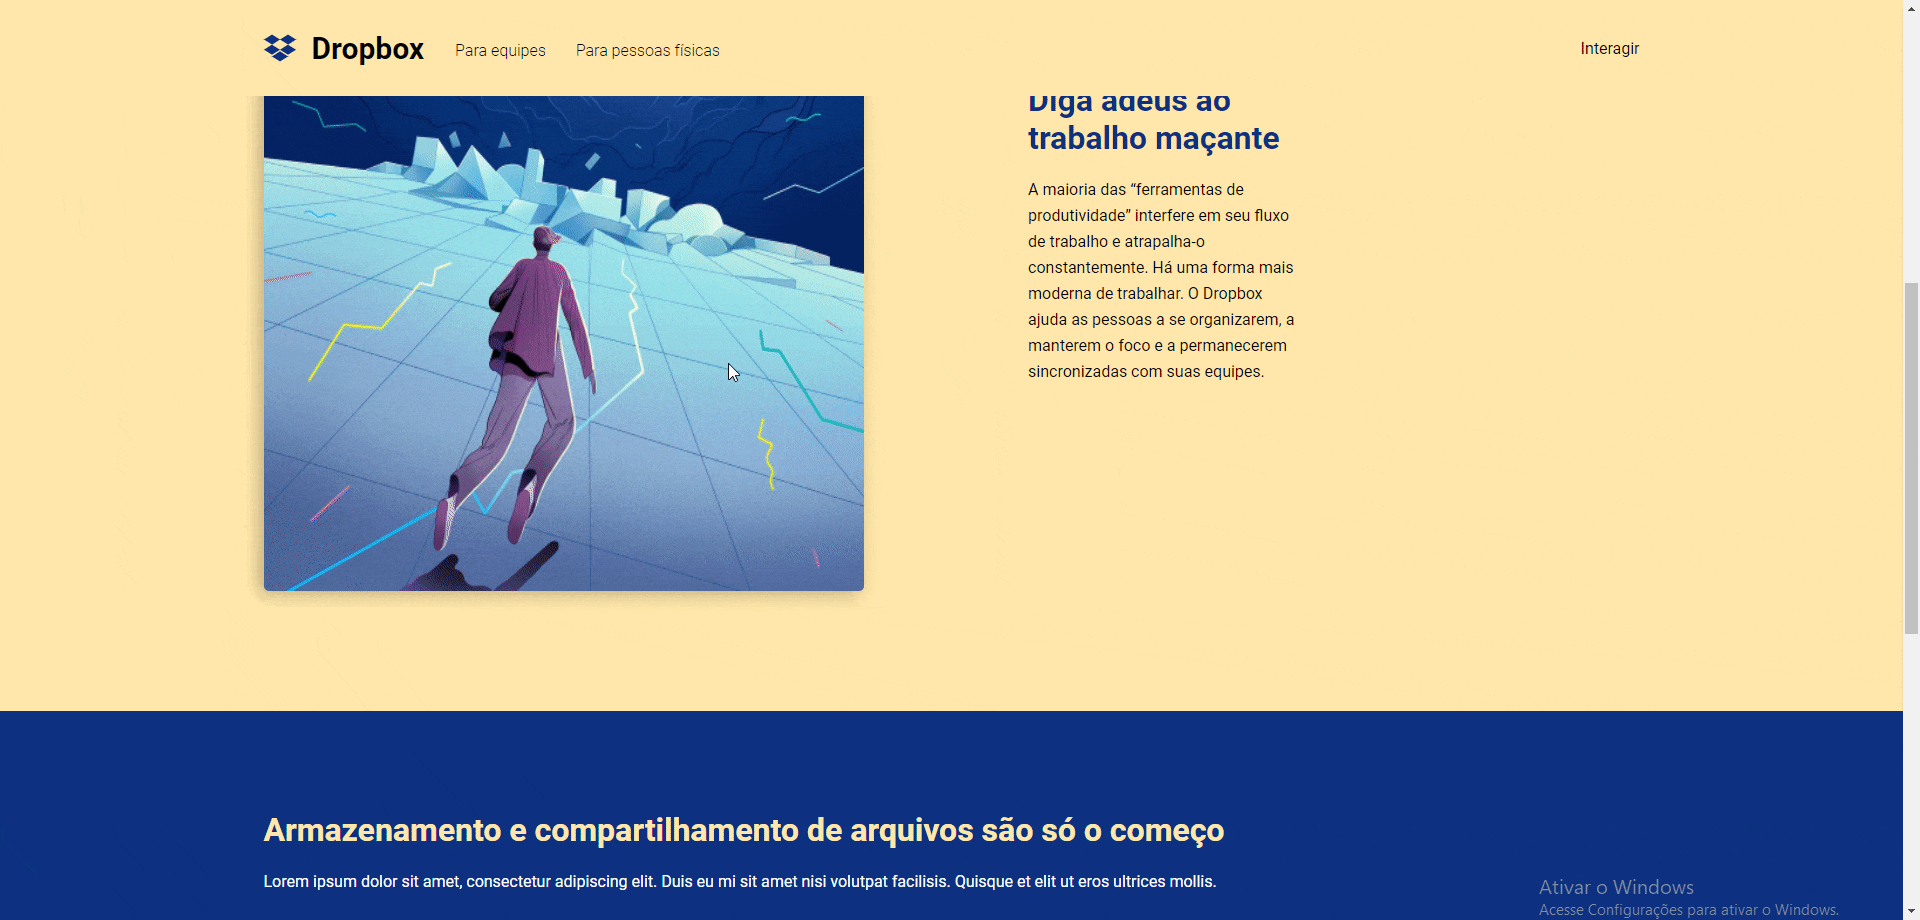 Dropbox
Para equipes
Para pessoas físicas
Interagir
Diga adeus ao
trabalho maçante
A maioria das “ferramentas de
produtividade” interfere em seu fluxo
de trabalho e atrapalha-o
constantemente. Há uma forma mais
moderna de trabalhar. O Dropbox
ajuda as pessoas a se organizarem, a
manterem o foco e a permanecerem
sincronizadas com suas equipes.
Armazenamento e compartilhamento de arquivos são só o começo
Lorem ipsum dolor sit amet, consectetur adipiscing elit. Duis eu mi sit amet nisi volutpat facilisis. Quisque et elit ut eros ultrices mollis.
Ativar o Windows
Acesse Configurações para ativar o Windows.